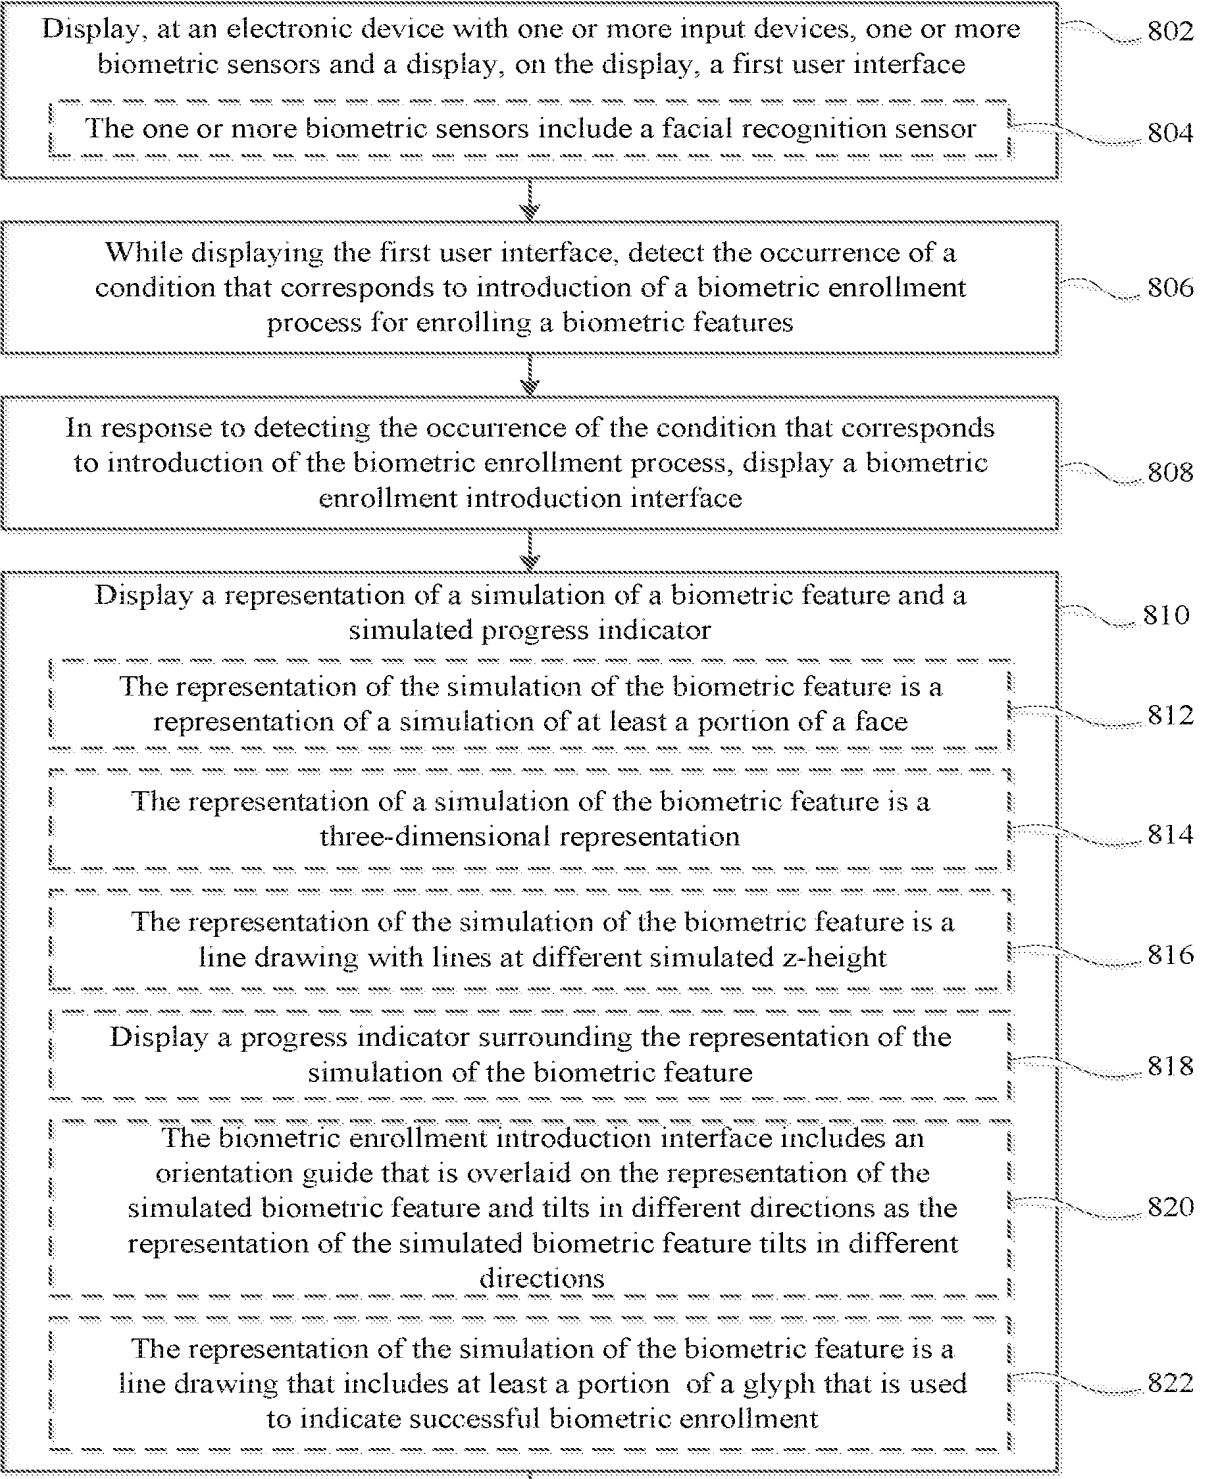 Display, at an electronic device with one or more input devices, one or more
biometric sensors and a display, on the display, a first user interface
802
The one or more biometric sensors include a facial recognition sensor
804
While displaying the first user interface, detect the occurrence of a
condition that corresponds to introduction of a biometric enrollment
process for enrolling a biometric features
806
In response to detecting the occurrence of the condition that corresponds
to introduction of the biometric enrollment process, display a biometric
enrollment introduction interface
808
Display a representation of a simulation of a biometric feature and a
simulated progress indicator
810
The representation of the simulation of the biometric feature is a
representation of a simulation of at least a portion of a face
812
The representation of a simulation of the biometric feature is a
three-dimensional representation
814
The representation of the simulation of the biometric feature is a
line drawing with lines at different simulated z-height
816
Display a progress indicator surrounding the representation of the
simulation of the biometric feature
818
The biometric enrollment introduction interface includes an
orientation guide that is overlaid on the representation of the
simulated biometric feature and tilts in different directions as the
representation of the simulated biometric feature tilts in different
directions
820
The representation of the simulation of the biometric feature is a
line drawing that includes at least a portion of a glyph that is used
to indicate successful biometric enrollment
822